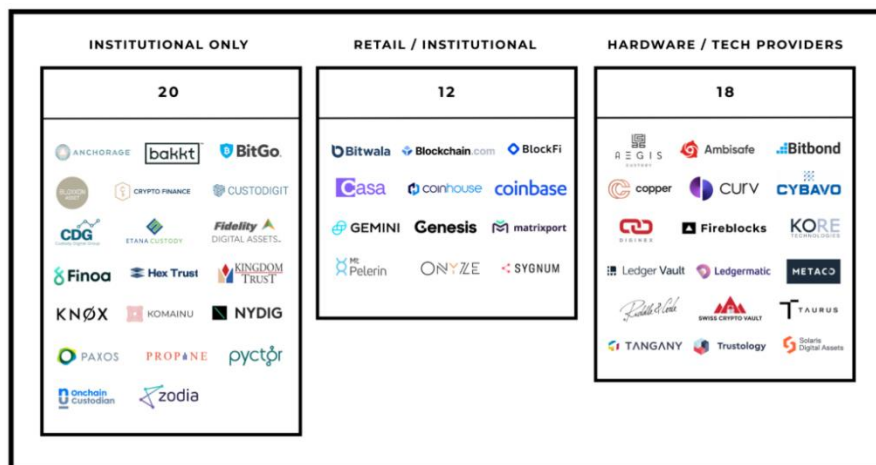 INSTITUTIONAL ONLY
20
ANCHORAGE bakkt BitGo.
CRYPTO FINANCE CUSTODIGIT
CDG ETANA CUSTODY Fidelity
DIGITAL ASSETS
Finoa Hex Trust KINGDOM
TRUST
KNØX KOMAINU NYDIG
PAXOS PROPINE pyctor
Onchain
Custodian zodia
RETAIL / INSTITUTIONAL
12
Bitwala Blockchain.com BlockFi
Casa coinhouse coinbase
GEMINI Genesis matrixport
Mt
Pelerin ONYZE SYGNUM
HARDWARE / TECH PROVIDERS
18
AEGIS
CUSTODY Ambisafe Bitbond
copper curv CYBAVO
DIGINEX Fireblocks KORE
TECHNOLOGIES
Ledger Vault Ledgermatic METACO
SWISS CRYPTO VAULT TAURUS
TANGANY Trustology Solaris
Digital Assets